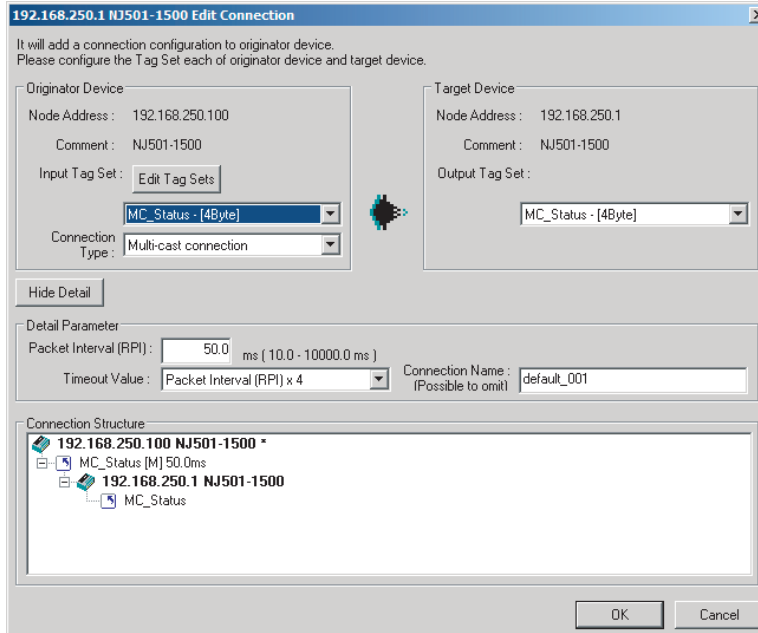 192.168.250.1 NJ501-1500 Edit Connection
It will add a connection configuration to originator device.
Please configure the Tag Set each of originator device and target device.
Originator Device
Node Address : 192.168.250.100
Comment : NJ501-1500
Input Tag Set : Edit Tag Sets
MC_Status - [4Byte]
Connection Type : Multi-cast connection
Target Device
Node Address : 192.168.250.1
Comment : NJ501-1500
Output Tag Set :
MC_Status - [4Byte]
Hide Detail
Detail Parameter
Packet Interval (RPI) : 50.0 ms ( 10.0 - 10000.0 ms )
Timeout Value : Packet Interval (RPI) x 4
Connection Name : default_001
(Possible to omit)
Connection Structure
192.168.250.100 NJ501-1500 *
MC_Status [M] 50.0ms
192.168.250.1 NJ501-1500
MC_Status
OK Cancel